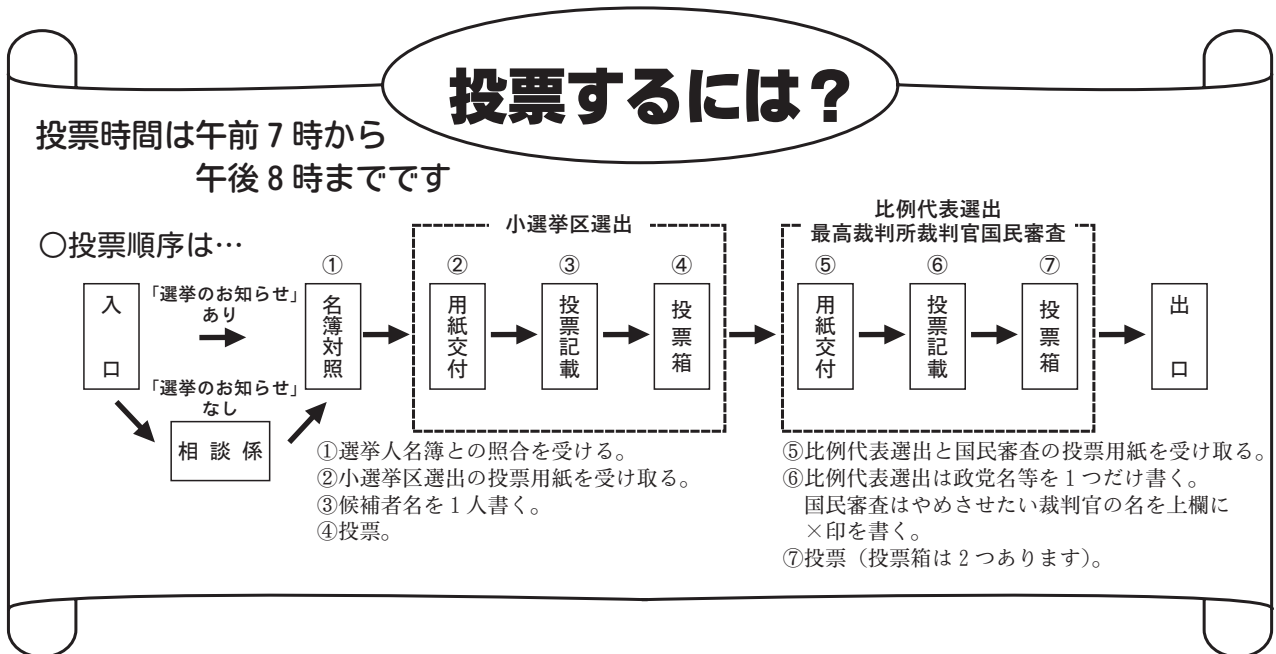 投票するには？
投票時間は午前７時から
午後８時までです
○投票順序は…
入口
「選挙のお知らせ」
あり
「選挙のお知らせ」
なし
相談係
①
名簿対照
小選挙区選出
②
用紙交付
③
投票記載
④
投票箱
比例代表選出
最高裁判所裁判官国民審査
⑤
用紙交付
⑥
投票記載
⑦
投票箱
出口
①選挙人名簿との照合を受ける。
②小選挙区選出の投票用紙を受け取る。
③候補者名を１人書く。
④投票。
⑤比例代表選出と国民審査の投票用紙を受け取る。
⑥比例代表選出は政党名等を１つだけ書く。
国民審査はやめさせたい裁判官の名を上欄に
×印を書く。
⑦投票（投票箱は２つあります）。